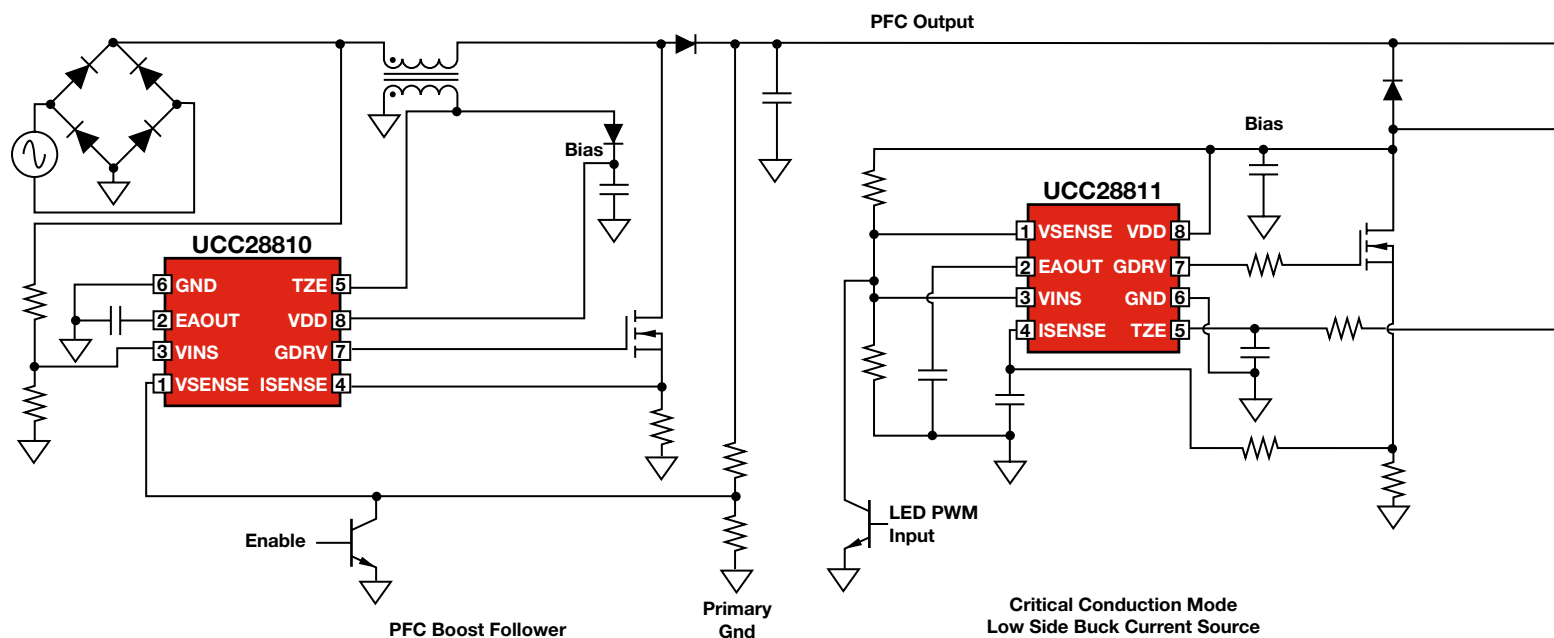 PFC Output
Bias
Bias
UCC28810
6 GND
TZE 5
2 EAOUT
VDD 8
3 VINS
GDRV 7
1 VSENSE
ISENSE 4
UCC28811
1 VSENSE
VDD 8
2 EAOUT
GDRV 7
3 VINS
GND 6
4 ISENSE
TZE 5
Enable
LED PWM
Input
Primary
Gnd
PFC Boost Follower
Critical Conduction Mode
Low Side Buck Current Source